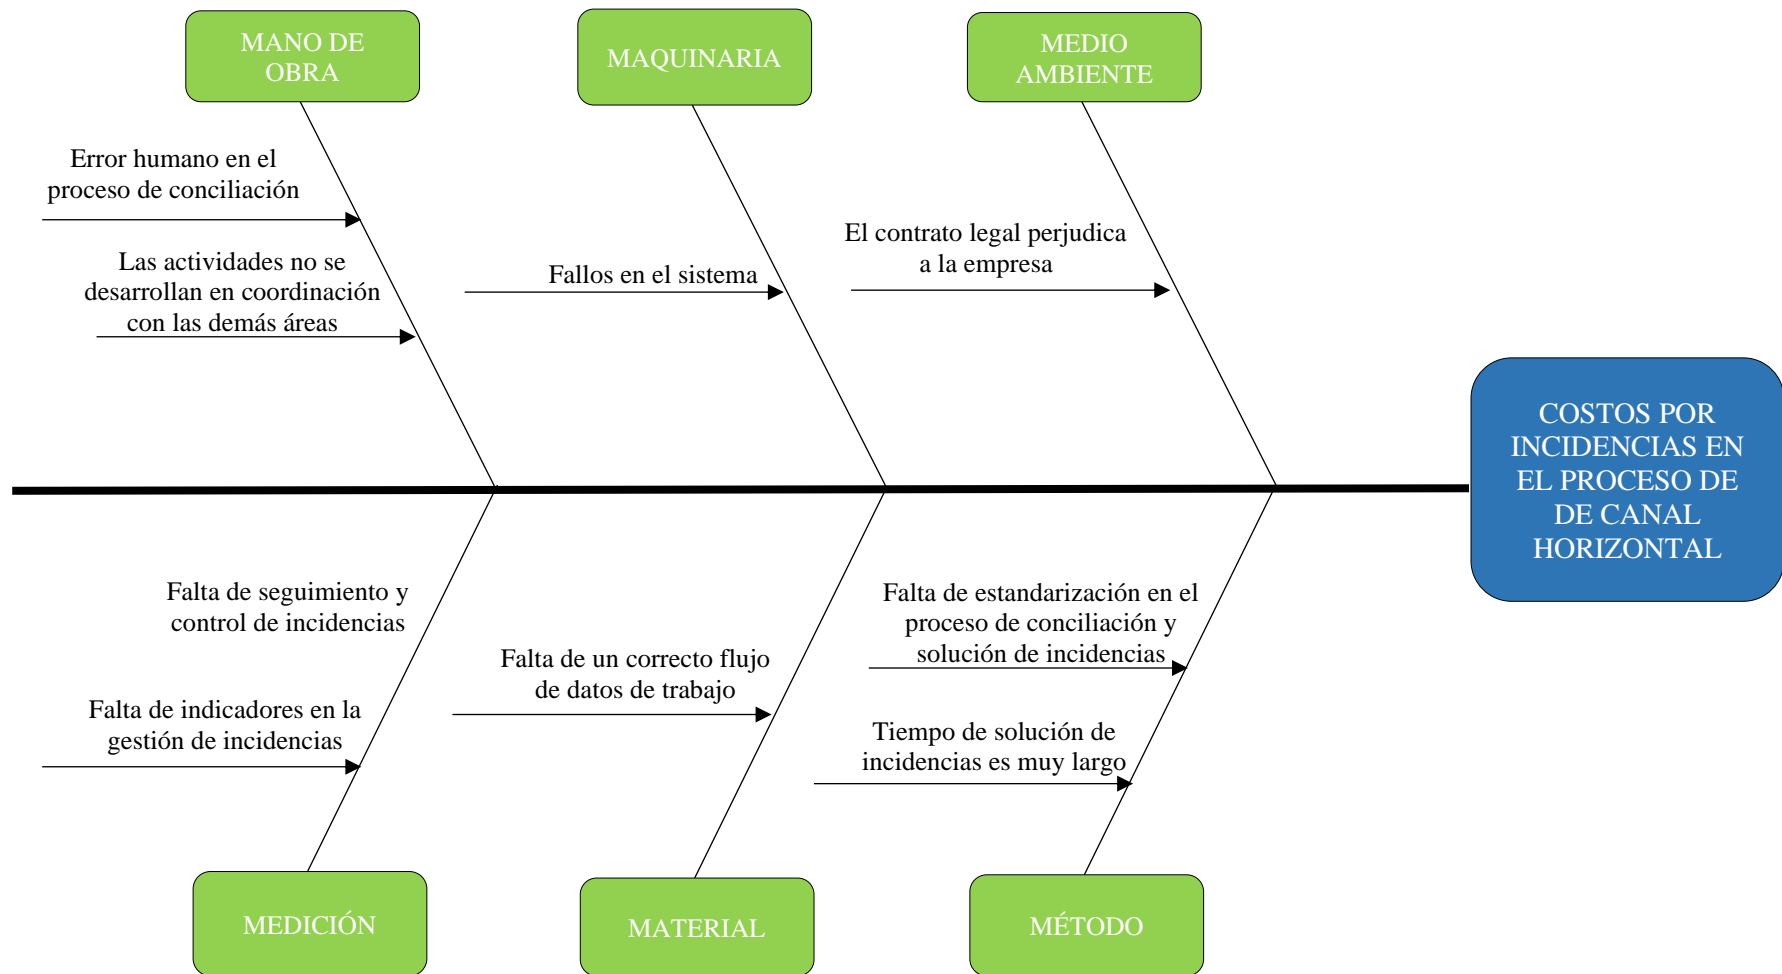 MANO DE
OBRA
MAQUINARIA
MEDIO
AMBIENTE
Error humano en el
proceso de conciliación
Las actividades no se
desarrollan en coordinación
con las demás áreas
Fallos en el sistema
El contrato legal perjudica
a la empresa
COSTOS POR
INCIDENCIAS EN
EL PROCESO DE
DE CANAL
HORIZONTAL
Falta de seguimiento y
control de incidencias
Falta de indicadores en la
gestión de incidencias
Falta de un correcto flujo
de datos de trabajo
Falta de estandarización en el
proceso de conciliación y
solución de incidencias
Tiempo de solución de
incidencias es muy largo
MEDICIÓN
MATERIAL
MÉTODO